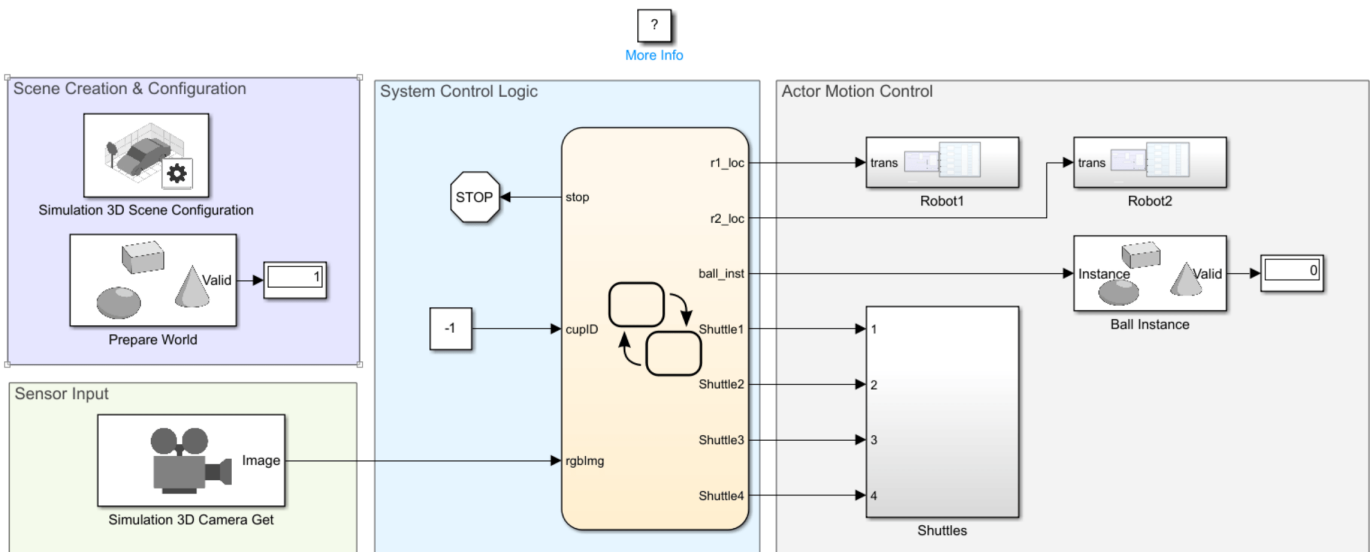 ?
More Info
Scene Creation & Configuration
Simulation 3D Scene Configuration
Valid
1
Prepare World
Sensor Input
Image
Simulation 3D Camera Get
System Control Logic
STOP
stop
-1
cupID
rgbImg
r1_loc
r2_loc
ball_inst
Shuttle1
Shuttle2
Shuttle3
Shuttle4
Actor Motion Control
trans
Robot1
trans
Robot2
Instance
Valid
0
Ball Instance
1
2
3
4
Shuttles